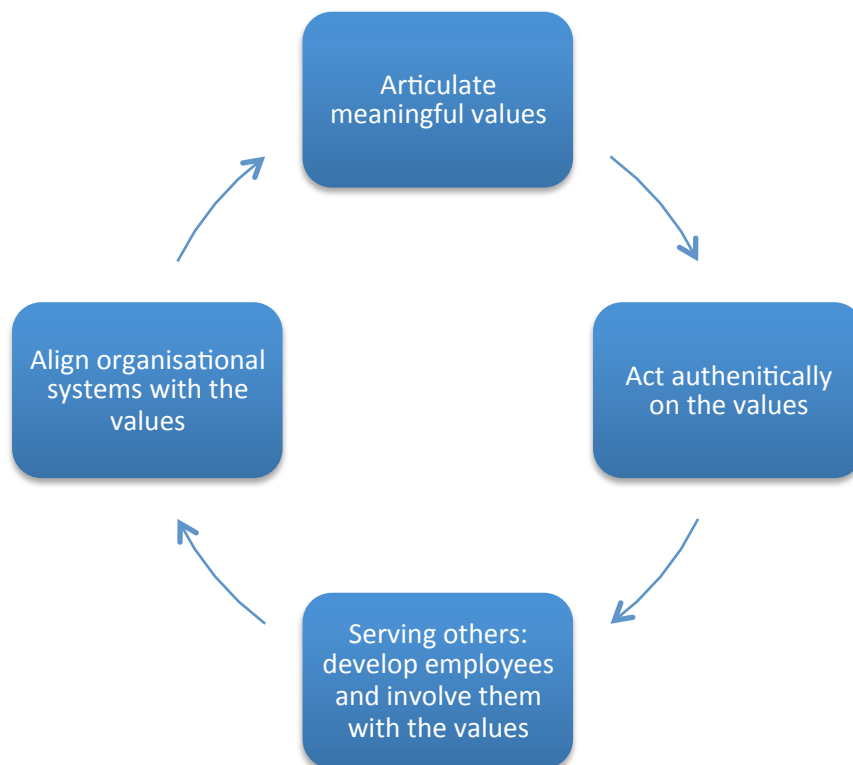 Articulate
meaningful values
Act authenitically
on the values
Serving others:
develop employees
and involve them
with the values
Align organisational
systems with the
values